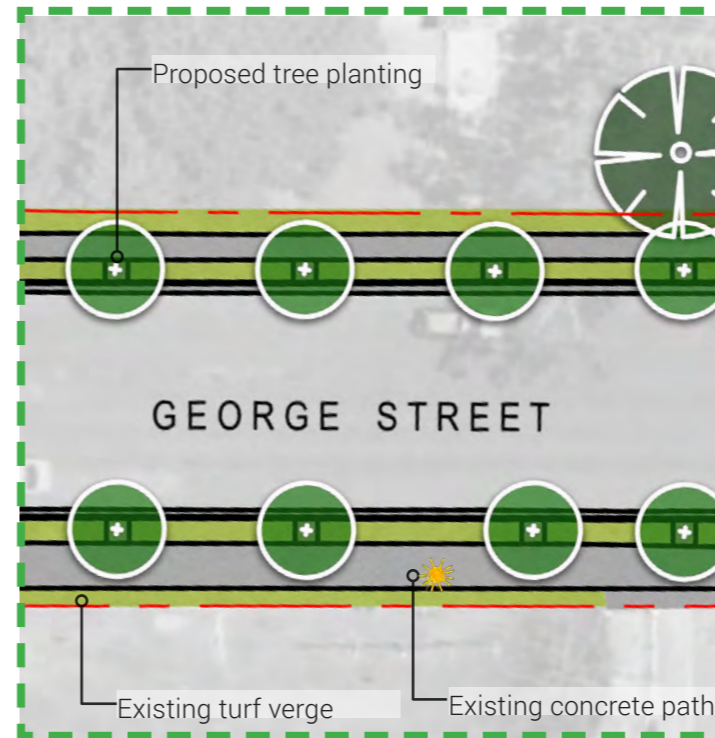 Proposed tree planting
GEORGE STREET
Existing turf verge
Existing concrete path